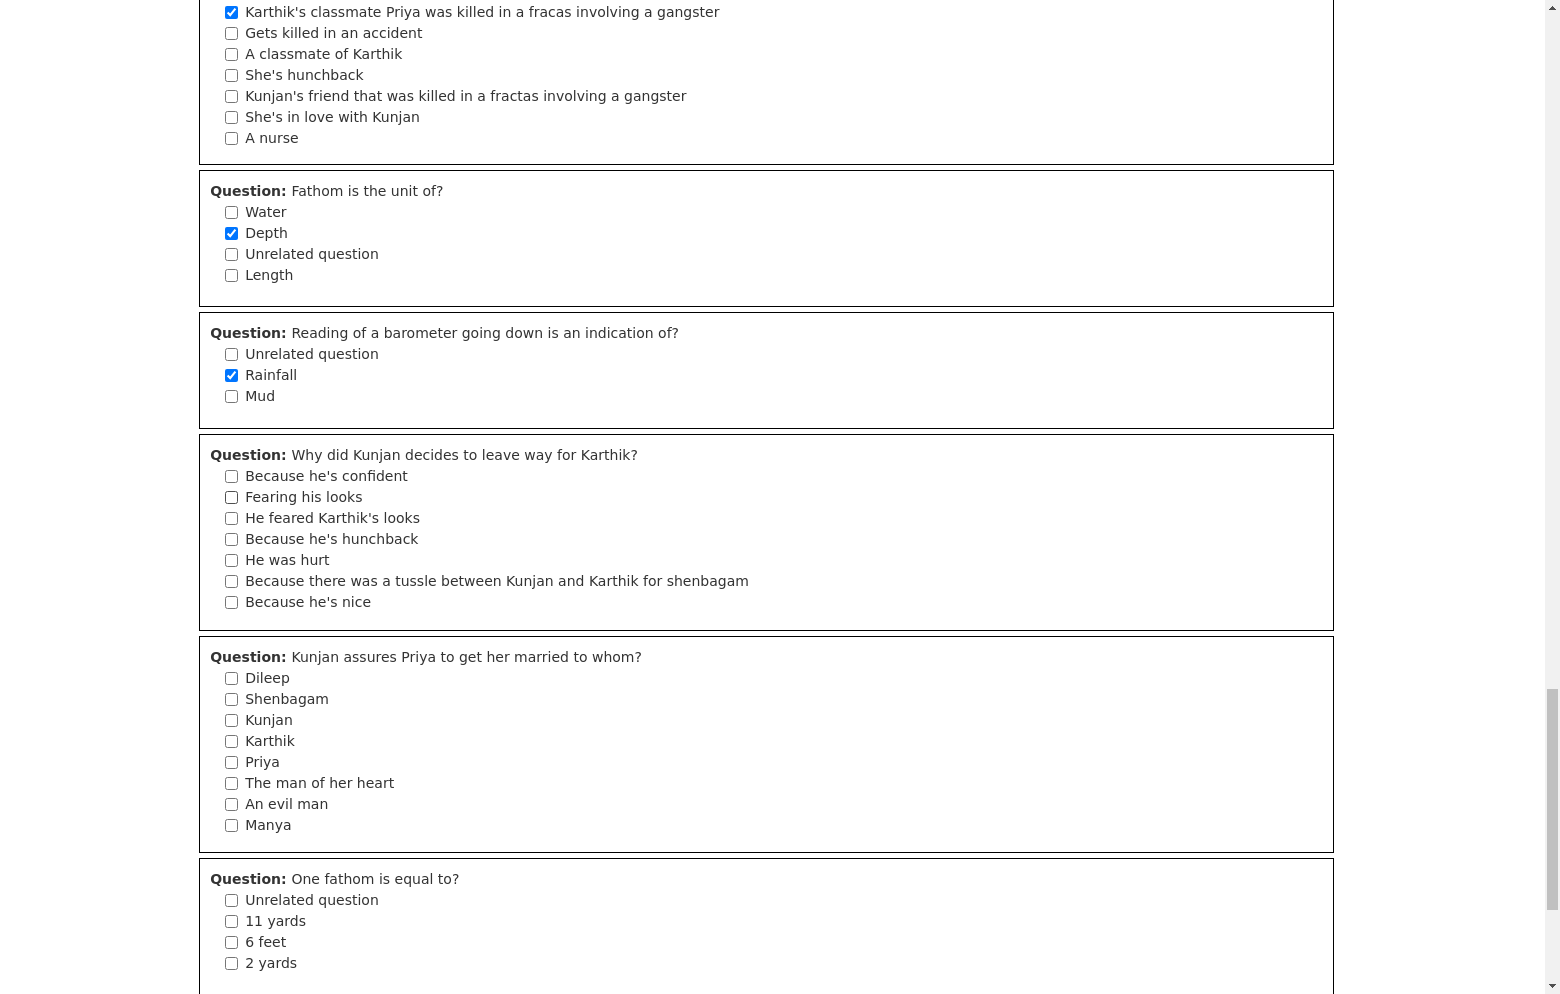 Karthik's classmate Priya was killed in a fracas involving a gangster
Gets killed in an accident
A classmate of Karthik
She's hunchback
Kunjan's friend that was killed in a fractas involving a gangster
She's in love with Kunjan
A nurse
Question: Fathom is the unit of?
Water
Depth
Unrelated question
Length
Question: Reading of a barometer going down is an indication of?
Unrelated question
Rainfall
Mud
Question: Why did Kunjan decides to leave way for Karthik?
Because he's confident
Fearing his looks
He feared Karthik's looks
Because he's hunchback
He was hurt
Because there was a tussle between Kunjan and Karthik for shenbagam
Because he's nice
Question: Kunjan assures Priya to get her married to whom?
Dileep
Shenbagam
Kunjan
Karthik
Priya
The man of her heart
An evil man
Manya
Question: One fathom is equal to?
Unrelated question
11 yards
6 feet
2 yards